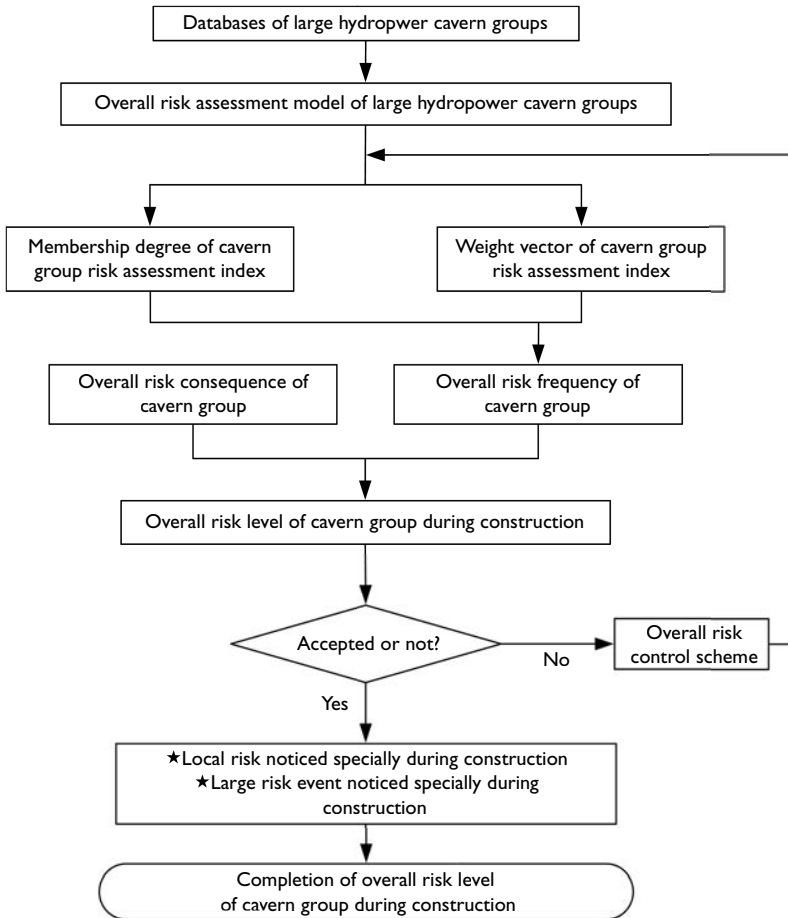 Databases of large hydropwer cavern groups
Overall risk assessment model of large hydropower cavern groups
Membership degree of cavern
group risk assessment index
Weight vector of cavern group
risk assessment index
Overall risk consequence of
cavern group
Overall risk frequency of
cavern group
Overall risk level of cavern group during construction
Accepted or not?
No
Overall risk
control scheme
Yes
★Local risk noticed specially during construction
★Large risk event noticed specially during
construction
Completion of overall risk level
of cavern group during construction